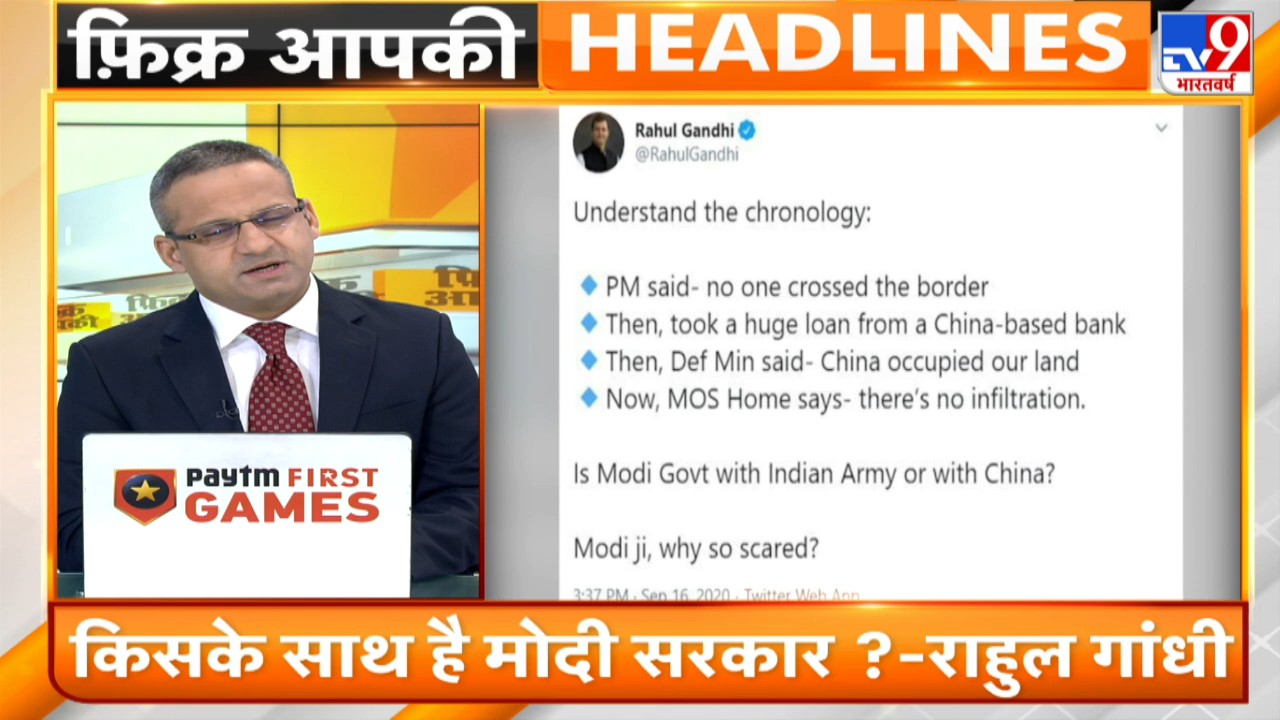 फ़िक्र आपकी
HEADLINES
TV9
भारतवर्ष
Rahul Gandhi
@RahulGandhi
Understand the chronology:
PM said- no one crossed the border
Then, took a huge loan from a China-based bank
Then, Def Min said- China occupied our land
Now, MOS Home says- there's no infiltration.
Is Modi Govt with Indian Army or with China?
Modi ji, why so scared?
3:37 PM · Sep 16, 2020 · Twitter Web App
paytm FIRST
GAMES
किसके साथ है मोदी सरकार ?-राहुल गांधी